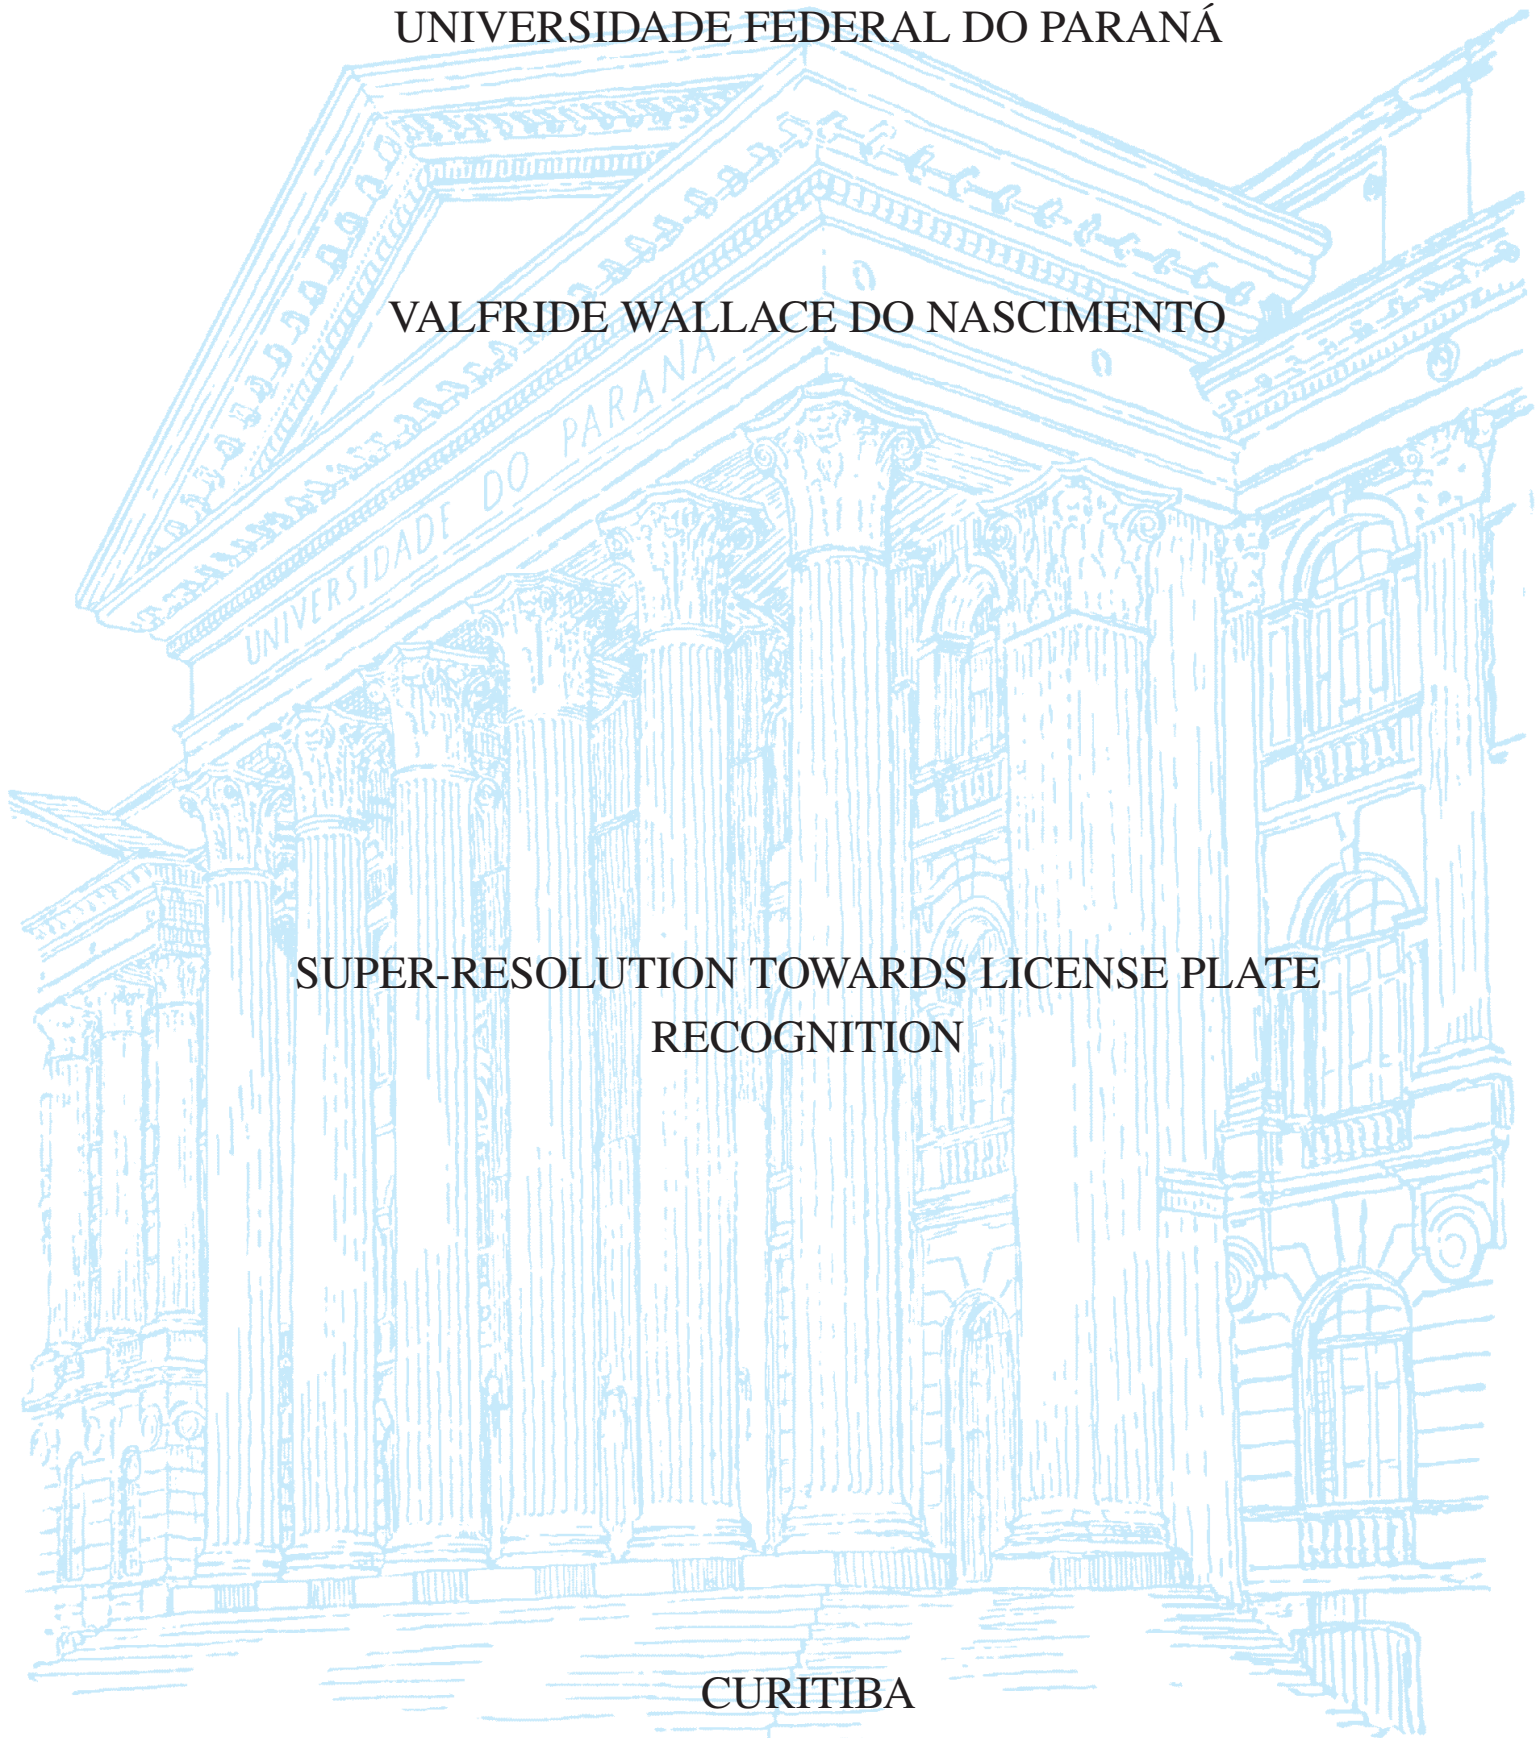 UNIVERSIDADE FEDERAL DO PARANÁ
VALFRIDE WALLACE DO NASCIMENTO
UNIVERSIDADE DO PARANÁ
SUPER-RESOLUTION TOWARDS LICENSE PLATE
RECOGNITION
CURITIBA